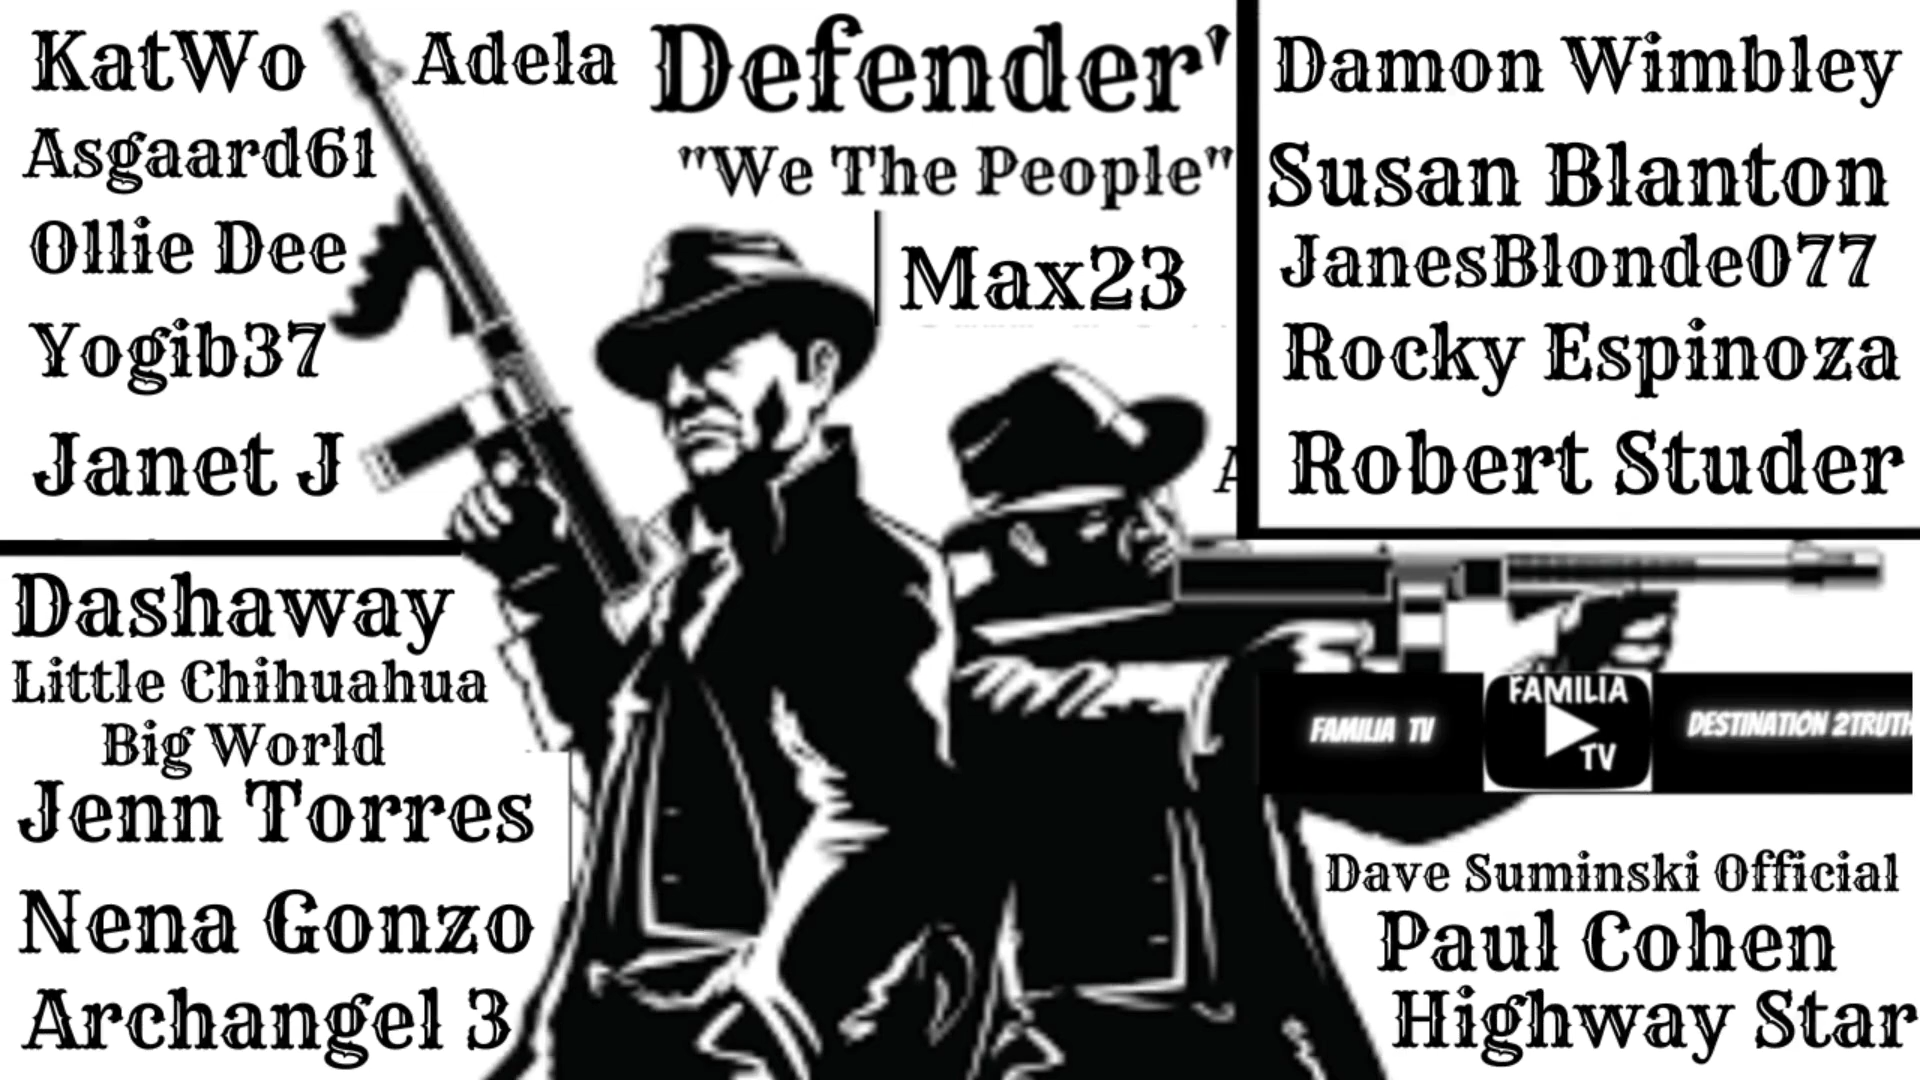 KatWo
Adela
Asgaard61
Ollie Dee
Yogib37
Janet J
Defender'
"We The People"
Max23
Damon Wimbley
Susan Blanton
JanesBlonde077
Rocky Espinoza
Robert Studer
A
Dashaway
Little Chihuahua
Big World
Jenn Torres
Nena Gonzo
Archangel 3
FAMILIA TV
FAMILIA
TV
DESTINATION 2TRUTH
Dave Suminski Official
Paul Cohen
Highway Star